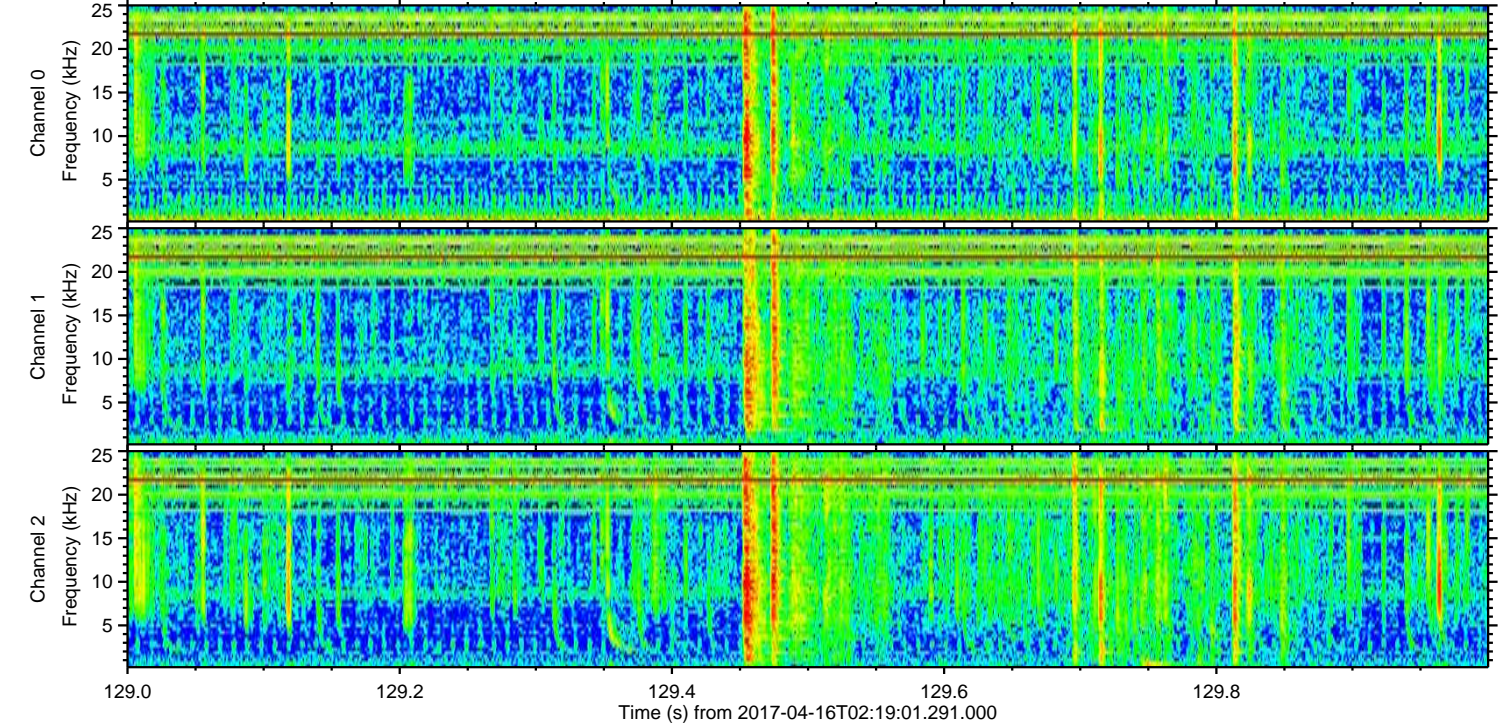 25
20
15
10
5
Channel 0
Frequency (kHz)
25
20
15
10
5
Channel 1
Frequency (kHz)
25
20
15
10
5
Channel 2
Frequency (kHz)
129.0 129.2 129.4 129.6 129.8
Time (s) from 2017-04-16T02:19:01.291.000